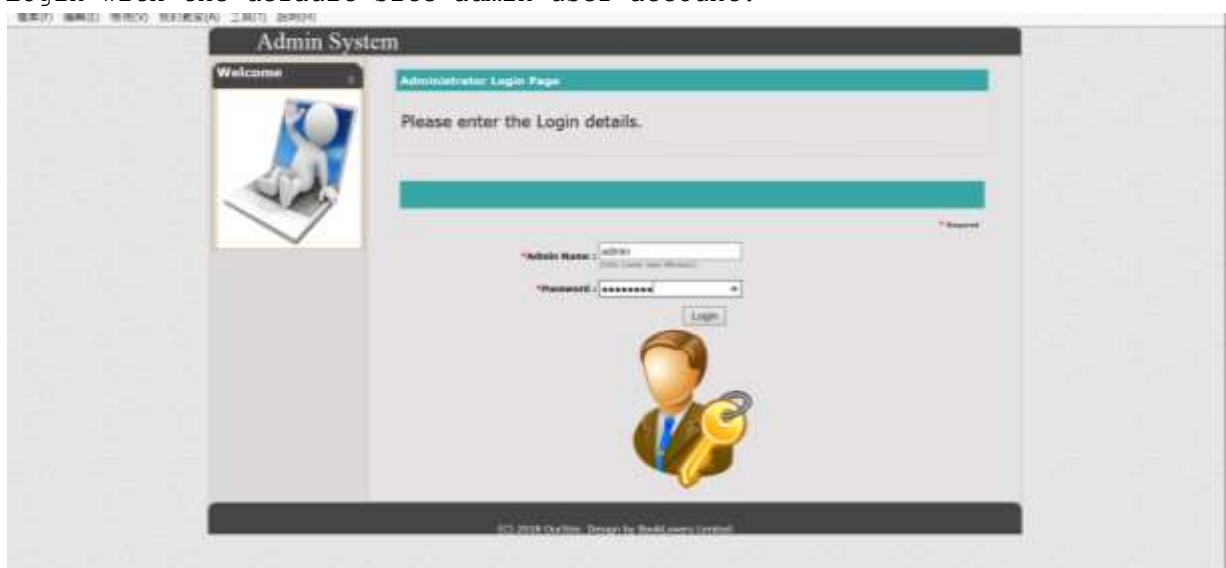 Login with the default site admin user account.
Admin System
Welcome
Administrator Login Page
Please enter the Login details.
* Required
*Admin Name :
admin
*Password :
Login